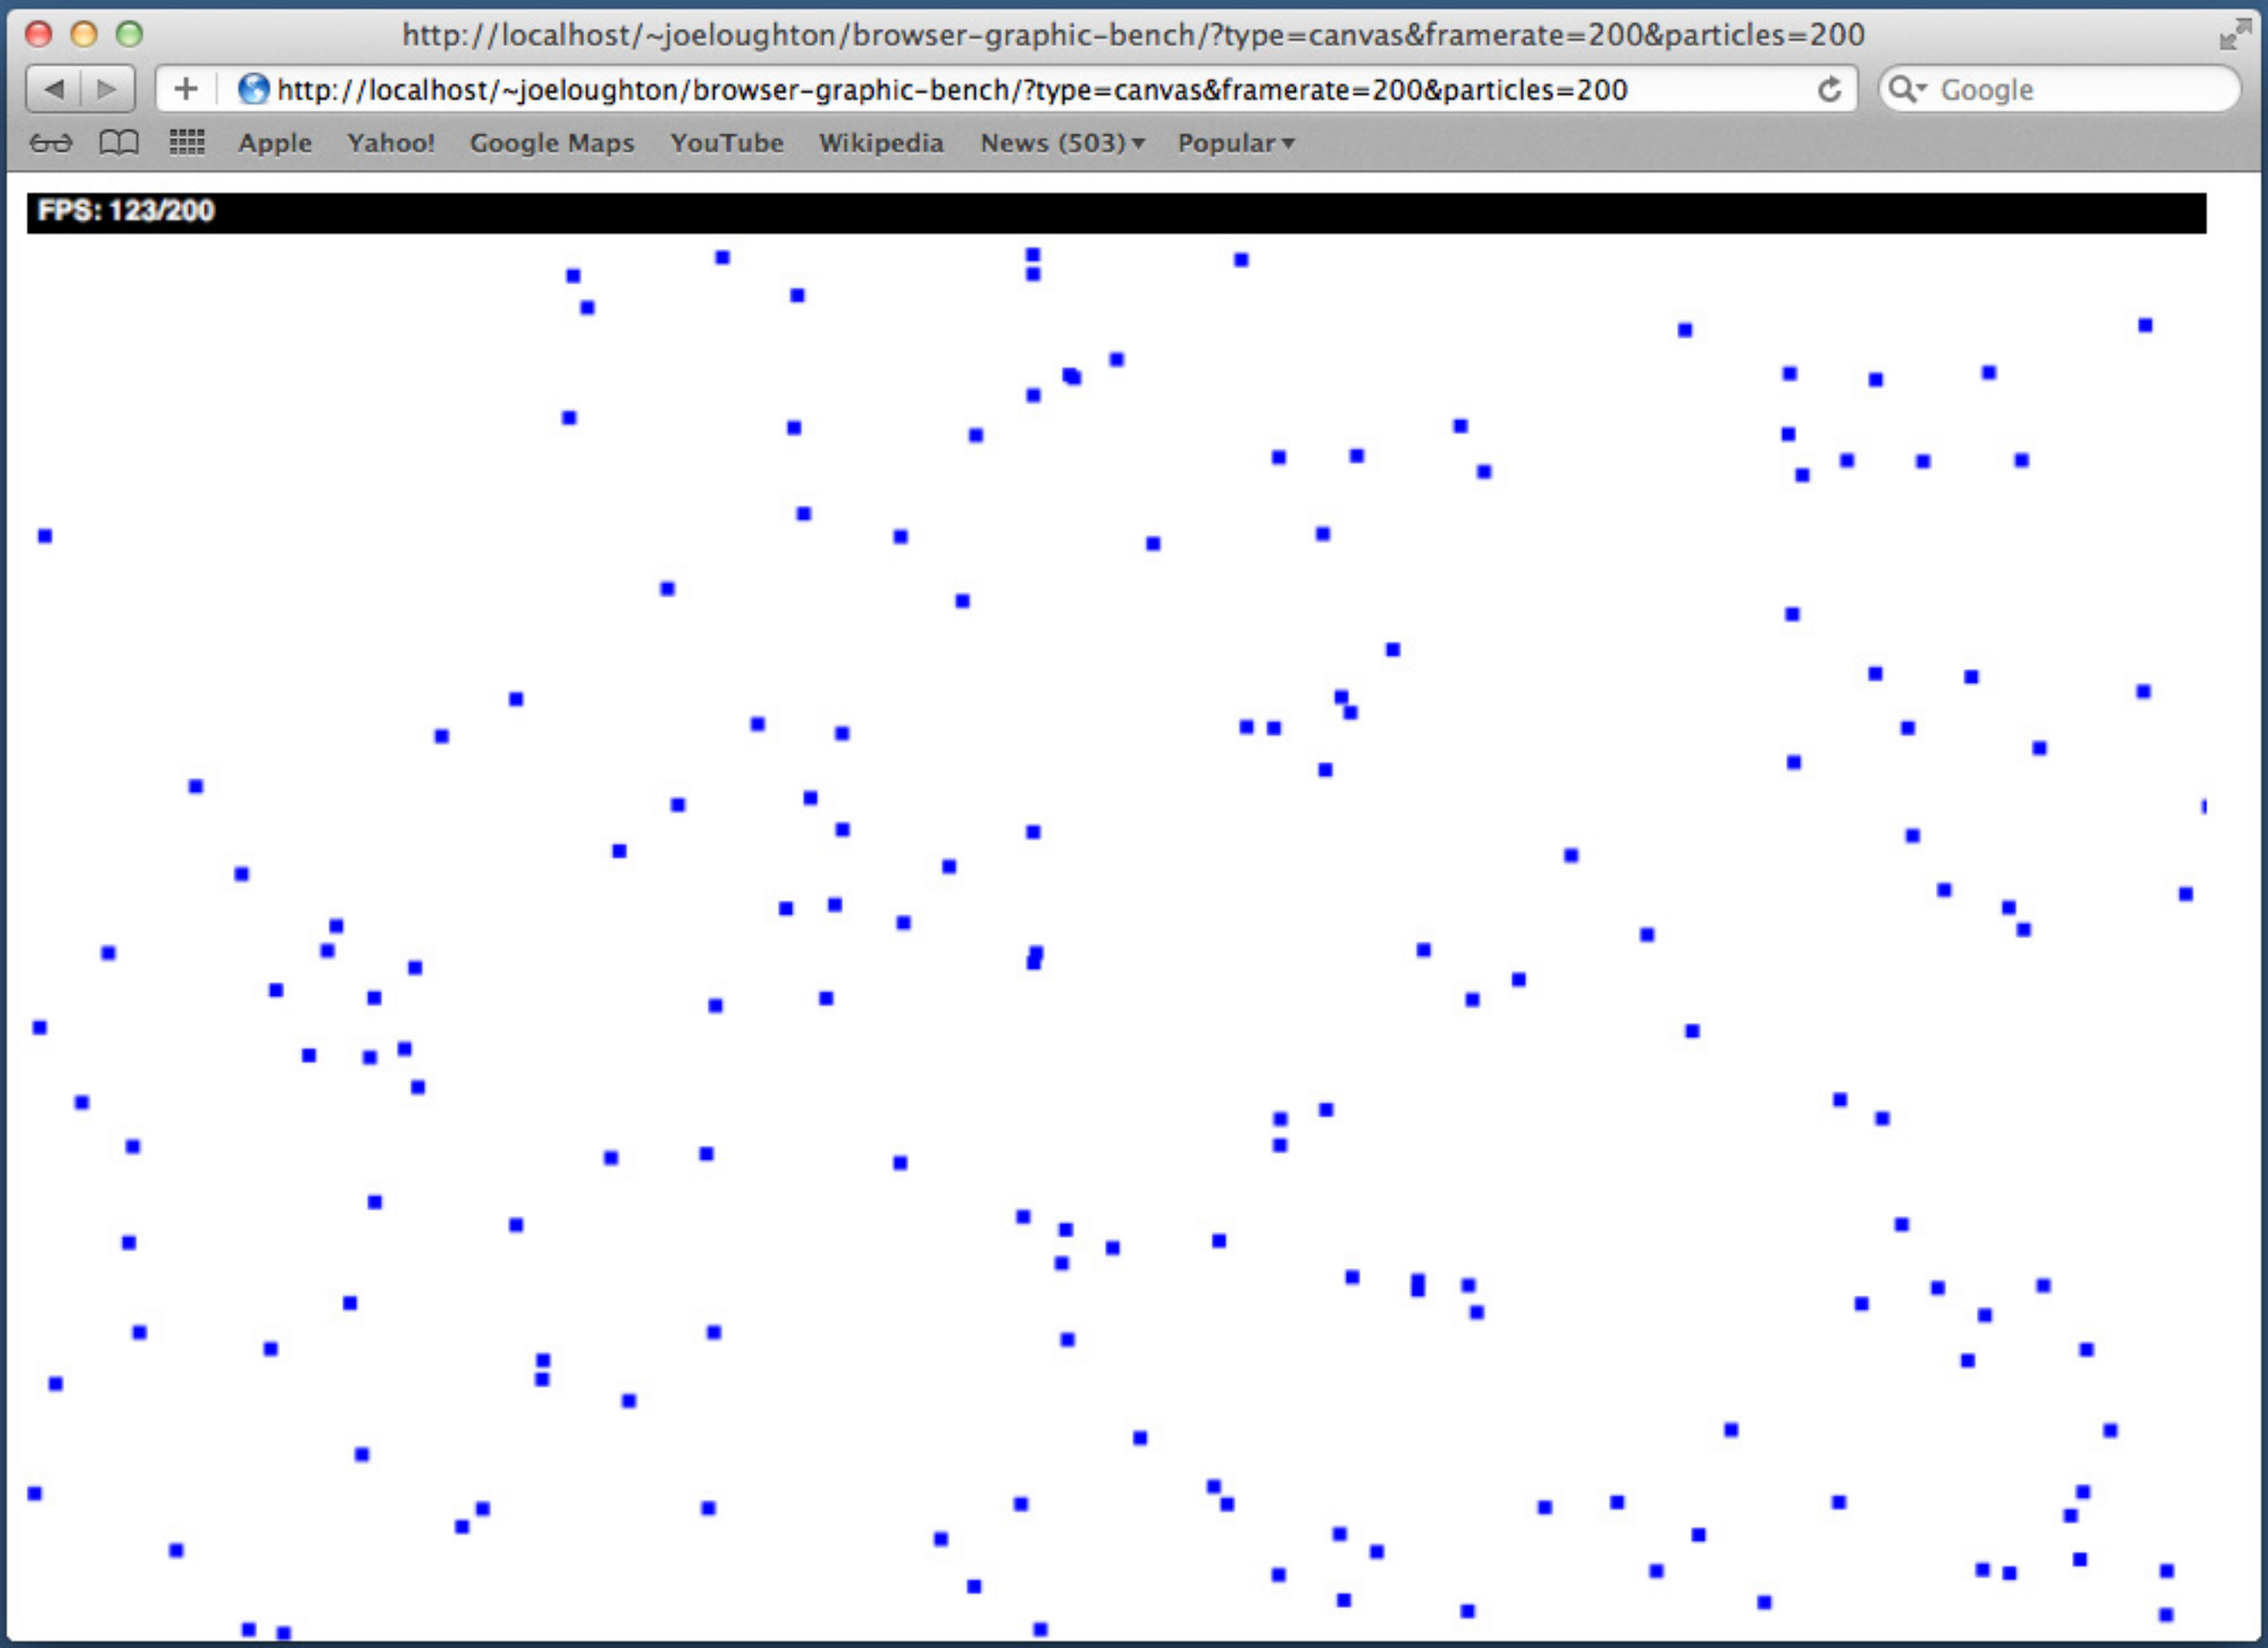 http://localhost/~joeloughton/browser-graphic-bench/?type=canvas&framerate=200&particles=200
http://localhost/~joeloughton/browser-graphic-bench/?type=canvas&framerate=200&particles=200 Google
Apple Yahoo! Google Maps YouTube Wikipedia News (503) Popular
FPS: 123/200